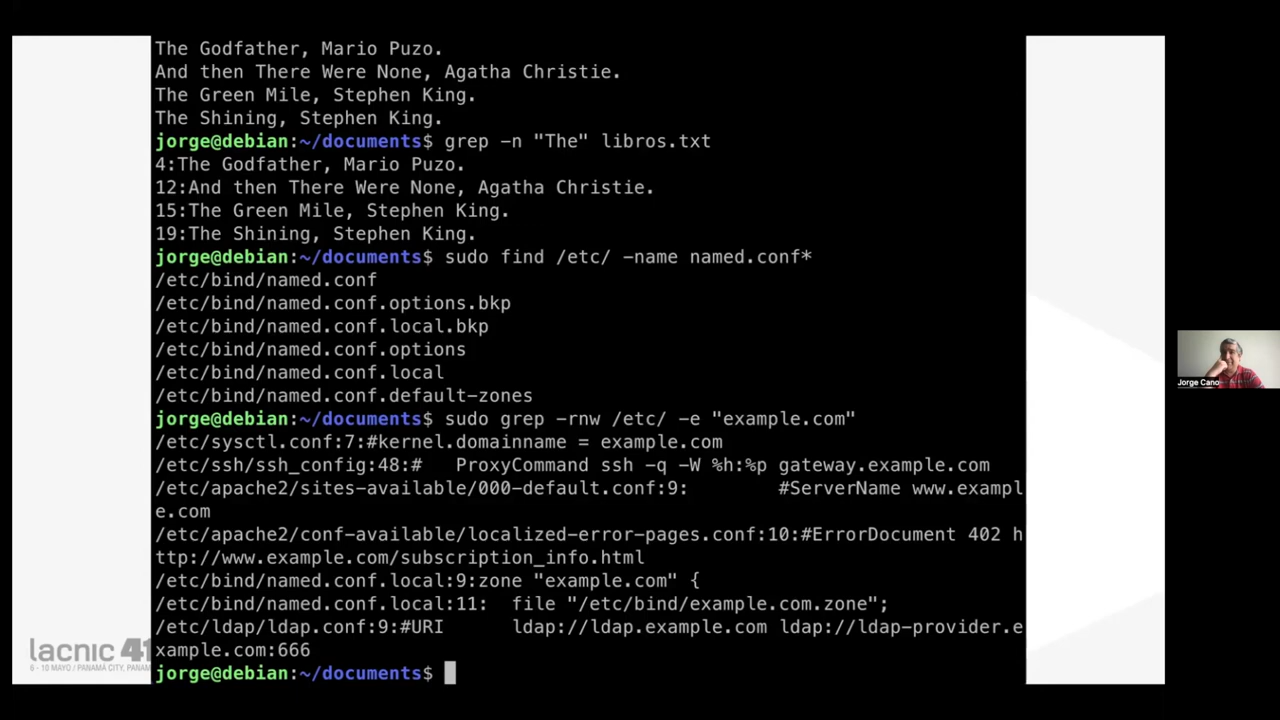 The Godfather, Mario Puzo.
And then There Were None, Agatha Christie.
The Green Mile, Stephen King.
The Shining, Stephen King.
jorge@debian:~/documents$ grep -n "The" libros.txt
4:The Godfather, Mario Puzo.
12:And then There Were None, Agatha Christie.
15:The Green Mile, Stephen King.
19:The Shining, Stephen King.
jorge@debian:~/documents$ sudo find /etc/ -name named.conf*
/etc/bind/named.conf
/etc/bind/named.conf.options.bkp
/etc/bind/named.conf.local.bkp
/etc/bind/named.conf.options
/etc/bind/named.conf.local
/etc/bind/named.conf.default-zones
jorge@debian:~/documents$ sudo grep -rnw /etc/ -e "example.com"
/etc/sysctl.conf:7:#kernel.domainname = example.com
/etc/ssh/ssh_config:48:#   ProxyCommand ssh -q -W %h:%p gateway.example.com
/etc/apache2/sites-available/000-default.conf:9:        #ServerName www.exampl
e.com
/etc/apache2/conf-available/localized-error-pages.conf:10:#ErrorDocument 402 h
ttp://www.example.com/subscription_info.html
/etc/bind/named.conf.local:9:zone "example.com" {
/etc/bind/named.conf.local:11:  file "/etc/bind/example.com.zone";
/etc/ldap/ldap.conf:9:#URI      ldap://ldap.example.com ldap://ldap-provider.e
xample.com:666
jorge@debian:~/documents$
lacnic 41
6 - 10 MAYO / PANAMÁ CITY, PANAM
Jorge Cano